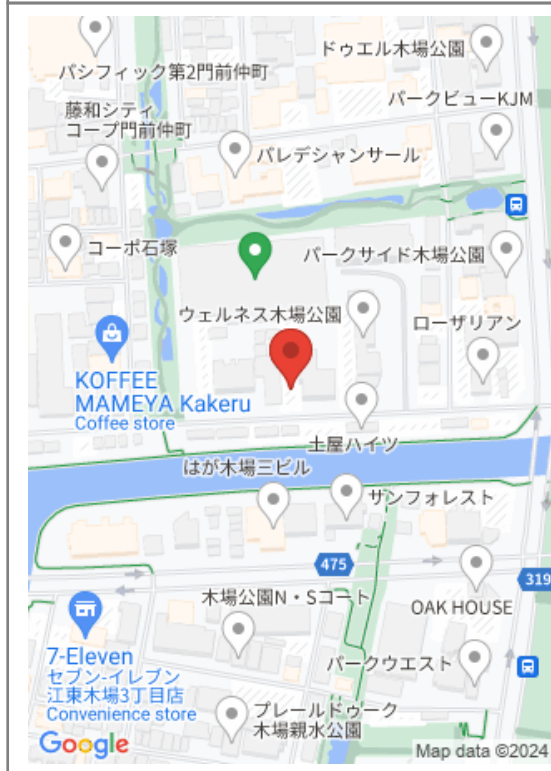 ドゥエル木場公園
パシフィック第2門前仲町
パークビューKJM
藤和シティ
コープ門前仲町
パレデシャンサール
コーポ石塚
パークサイド木場公園
ウェルネス木場公園
ローザリアン
KOFFEE
MAMEYA Kakeru
Coffee store
土屋ハイツ
はが木場三ビル
サンフォレスト
475
319
木場公園N・Sコート
OAK HOUSE
7-Eleven
セブン-イレブン
江東木場3丁目店
Convenience store
パークウエスト
プレールドゥーク
木場親水公園
Google
Map data ©2024